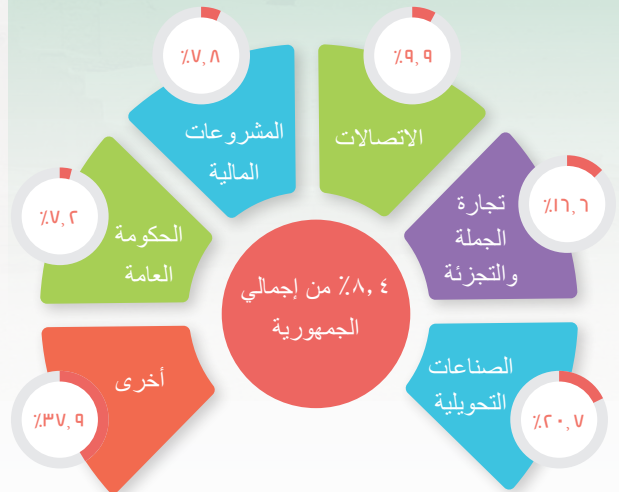 ٪٩,٩
الاتصالات
٪١٦,٦
تجارة
الجملة
والتجزئة
٪٢٠,٧
الصناعات
التحويلية
٪٧,٨
المشروعات
المالية
٪٧,٢
الحكومة
العامة
٪٣٧,٩
أخرى
٨,٤٪ من إجمالي
الجمهورية